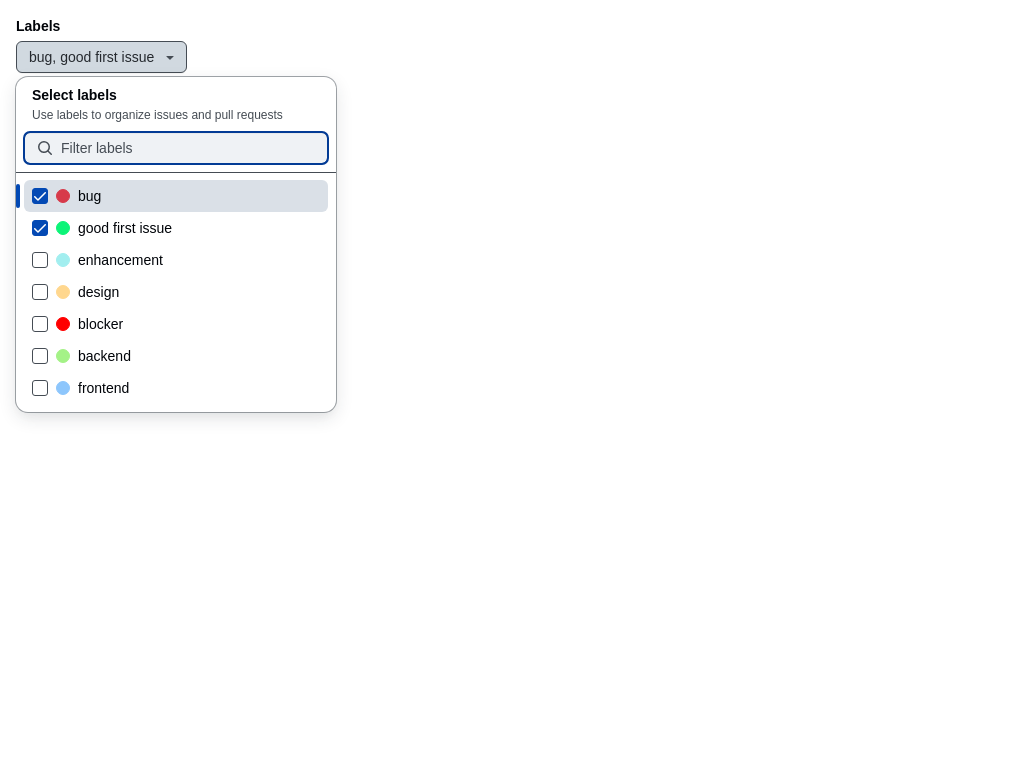 Labels
bug, good first issue
Select labels
Use labels to organize issues and pull requests
Filter labels
bug
good first issue
enhancement
design
blocker
backend
frontend